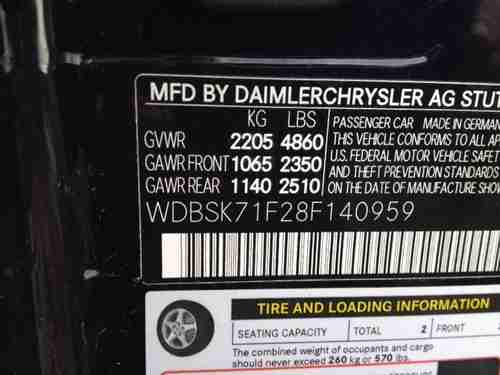 MFD BY DAIMLERCHRYSLER AG STUT
KG LBS
GVWR 2205 4860
GAWR FRONT 1065 2350
GAWR REAR 1140 2510
PASSENGER CAR MADE IN GERMAN
THIS VEHICLE CONFORMS TO ALL AP
U.S. FEDERAL MOTOR VEHICLE SAFET
AND THEFT PREVENTION STANDARDS
ON DATE OF MANUFACTURE
WDBSK71F28F140959
TIRE AND LOADING INFORMATION
SEATING CAPACITY TOTAL 2 FRONT
The combined weight of occupants and cargo
should never exceed 260 kg or 570 lbs.